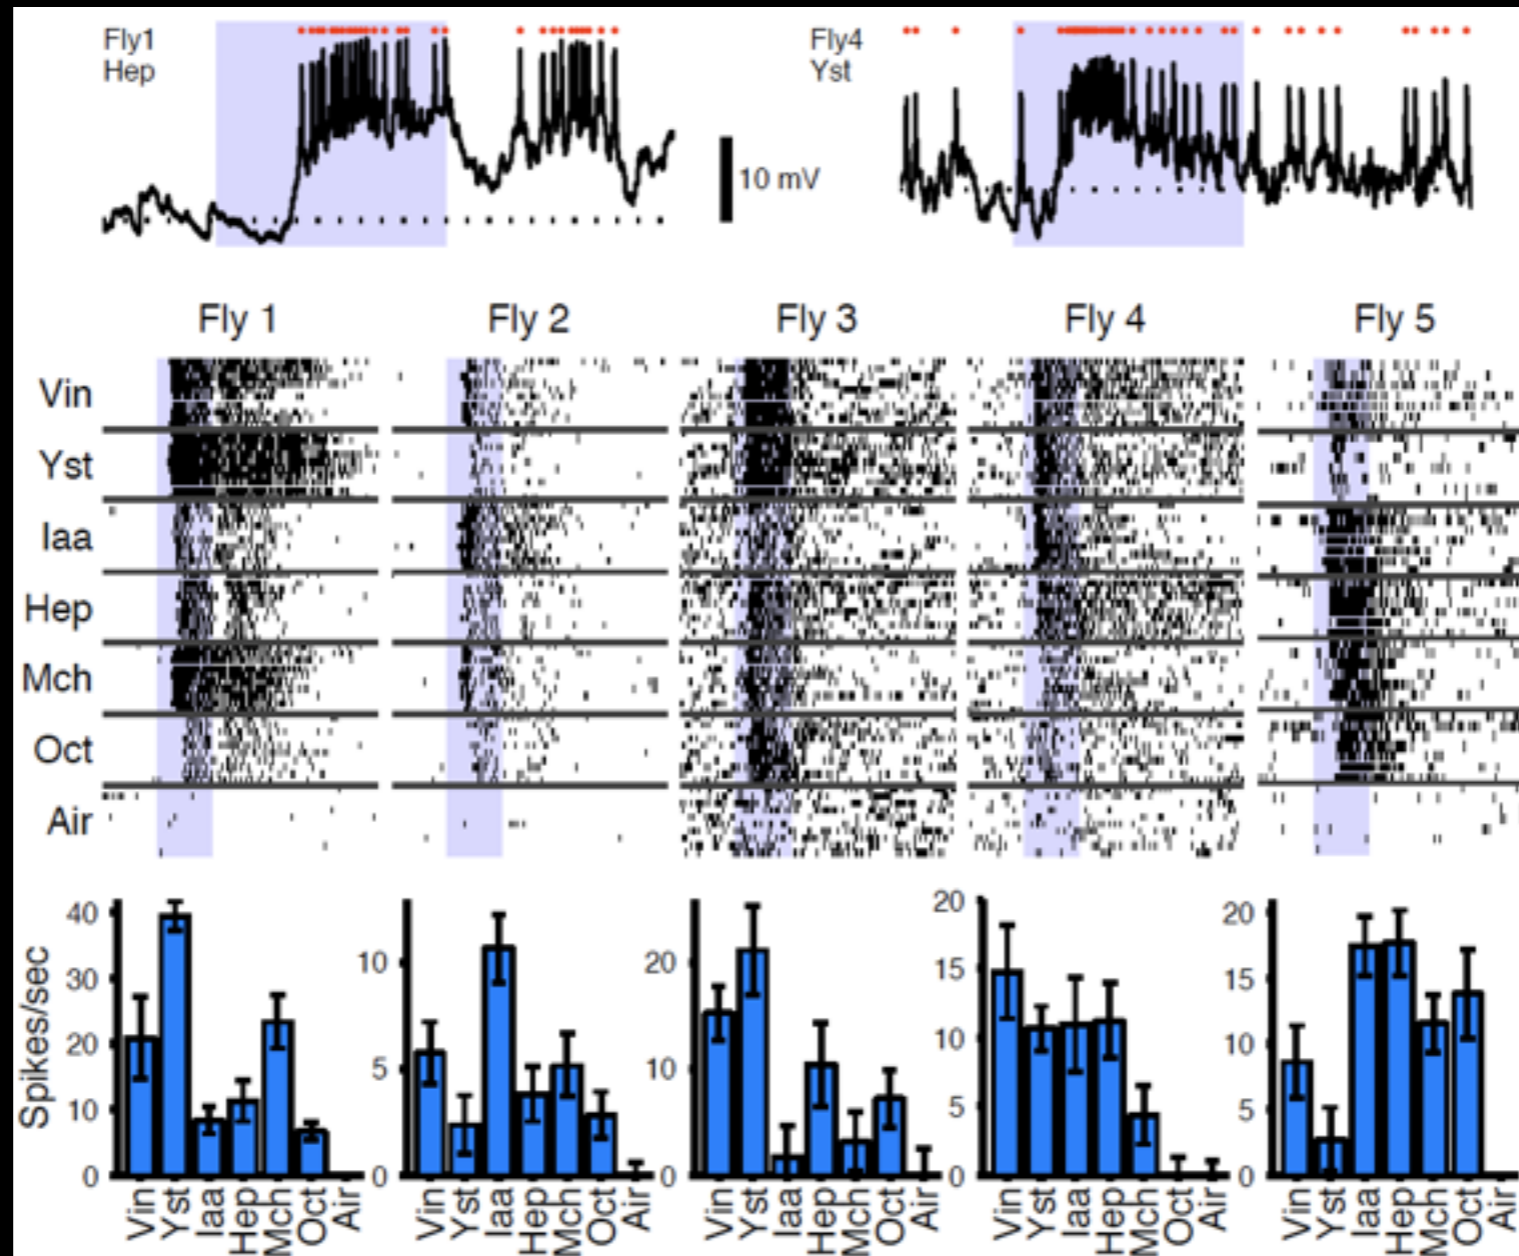 Fly1
Hep
10 mV
Fly4
Yst
Fly 1 Fly 2 Fly 3 Fly 4 Fly 5
Vin
Yst
Iaa
Hep
Mch
Oct
Air
Spikes/sec
40
30
20
10
0
Vin Yst Iaa Hep Mch Oct Air
10
5
0
Vin Yst Iaa Hep Mch Oct Air
20
10
0
Vin Yst Iaa Hep Mch Oct Air
20
15
10
5
0
Vin Yst Iaa Hep Mch Oct Air
20
15
10
5
0
Vin Yst Iaa Hep Mch Oct Air